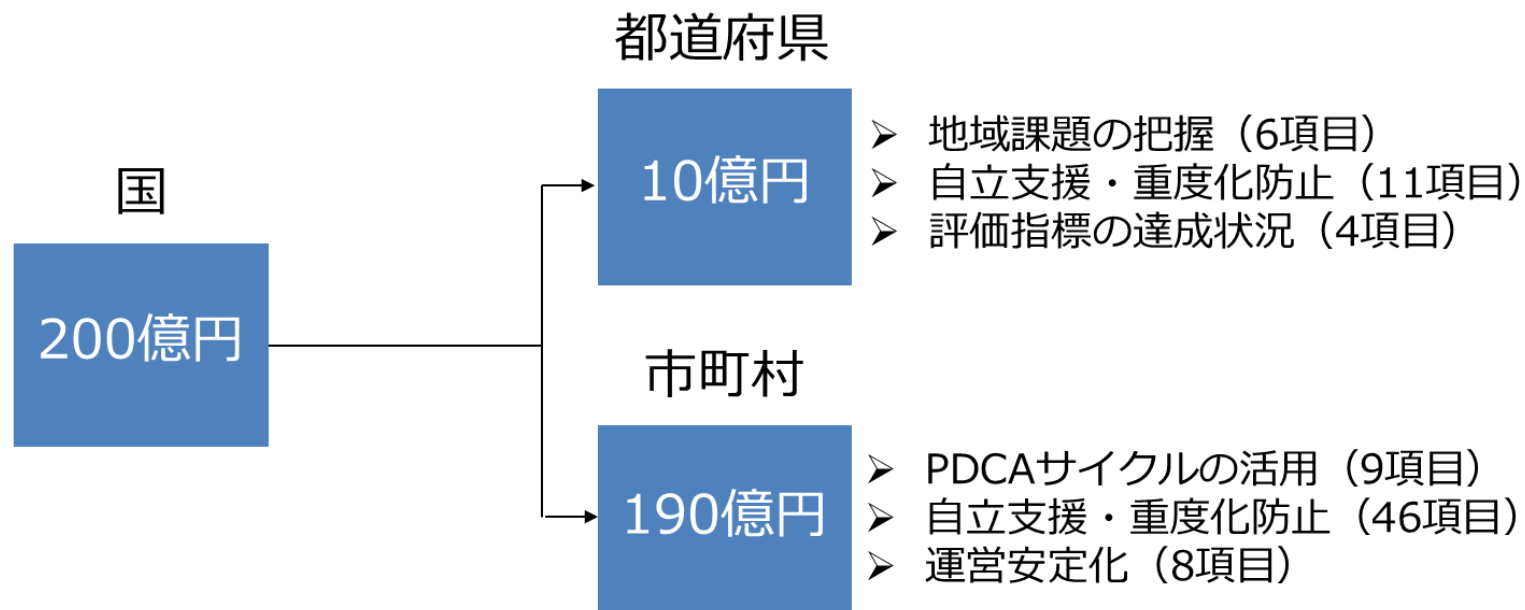 国
200億円
都道府県
10億円
➢ 地域課題の把握（6項目）
➢ 自立支援・重度化防止（11項目）
➢ 評価指標の達成状況（4項目）
市町村
190億円
➢ PDCAサイクルの活用（9項目）
➢ 自立支援・重度化防止（46項目）
➢ 運営安定化（8項目）